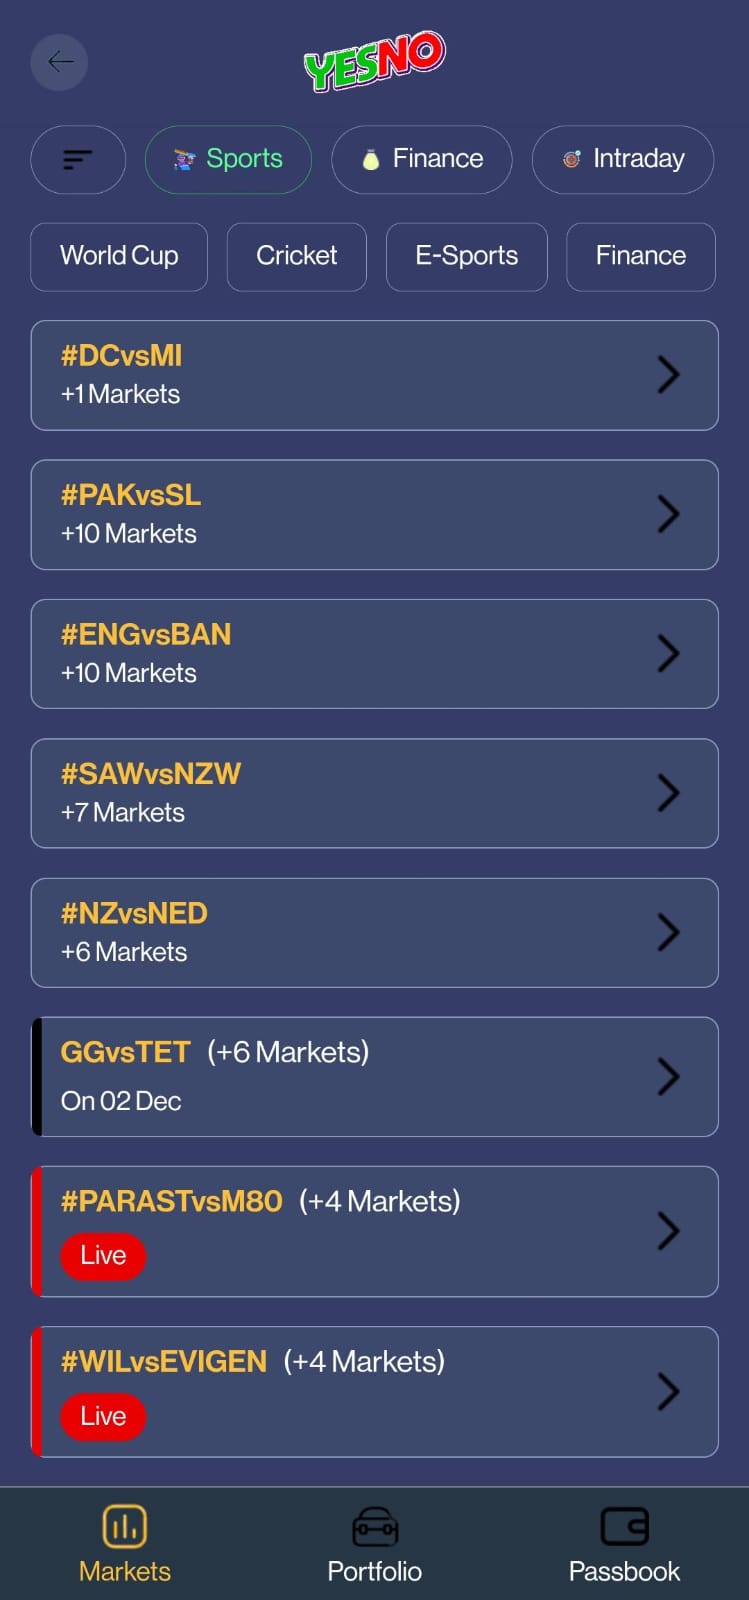 YESNO
Sports
Finance
Intraday
World Cup
Cricket
E-Sports
Finance
#DCvsMI
+1 Markets
#PAKvsSL
+10 Markets
#ENGvsBAN
+10 Markets
#SAWvsNZW
+7 Markets
#NZvsNED
+6 Markets
GGvsTET (+6 Markets)
On 02 Dec
#PARASTvsM80 (+4 Markets)
Live
#WILvsEVIGEN (+4 Markets)
Live
Markets
Portfolio
Passbook